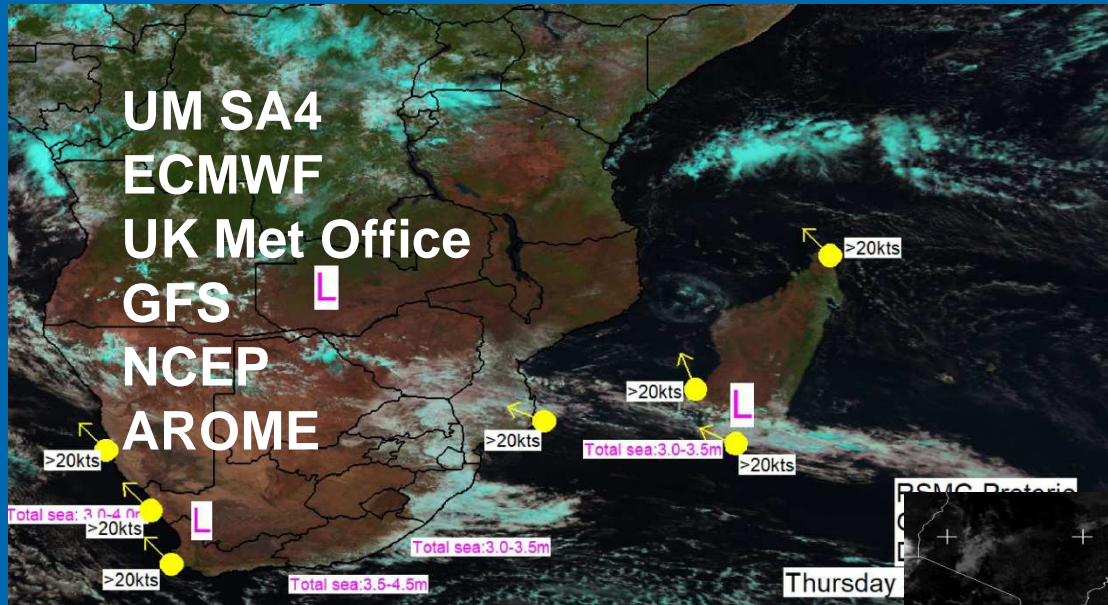 UM SA4
ECMWF
UK Met Office
GFS
NCEP
AROME
L
>20kts
>20kts
L
>20kts
>20kts
Total sea:3.0-3.5m
>20kts
>20kts
Total sea: 3.0-4.0m
>20kts
L
Total sea:3.0-3.5m
>20kts
Total sea:3.5-4.5m
RSMC Pretoria
Thursday